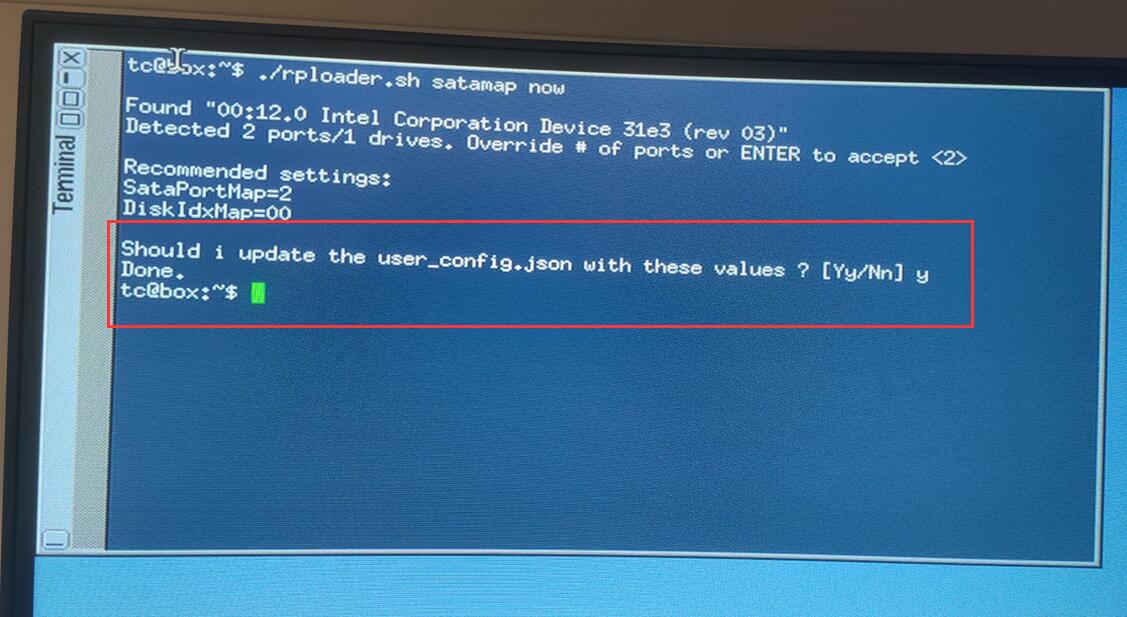 Terminal
tc@box:~$ ./rploader.sh satamap now
Found "00:12.0 Intel Corporation Device 31e3 (rev 03)"
Detected 2 ports/1 drives. Override # of ports or ENTER to accept <2>
Recommended settings:
SataPortMap=2
DiskIdxMap=00
Should i update the user_config.json with these values ? [Yy/Nn] y
Done.
tc@box:~$